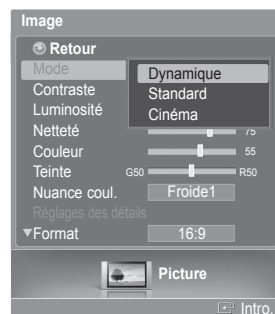 Image
Retour
Mode
Dynamique
Contraste
Standard
Luminosité
Cinéma
Netteté 75
Couleur 55
Teinte G50 R50
Nuance coul. Froide1
Réglages des détails
▼Format 16:9
Picture
Intro.